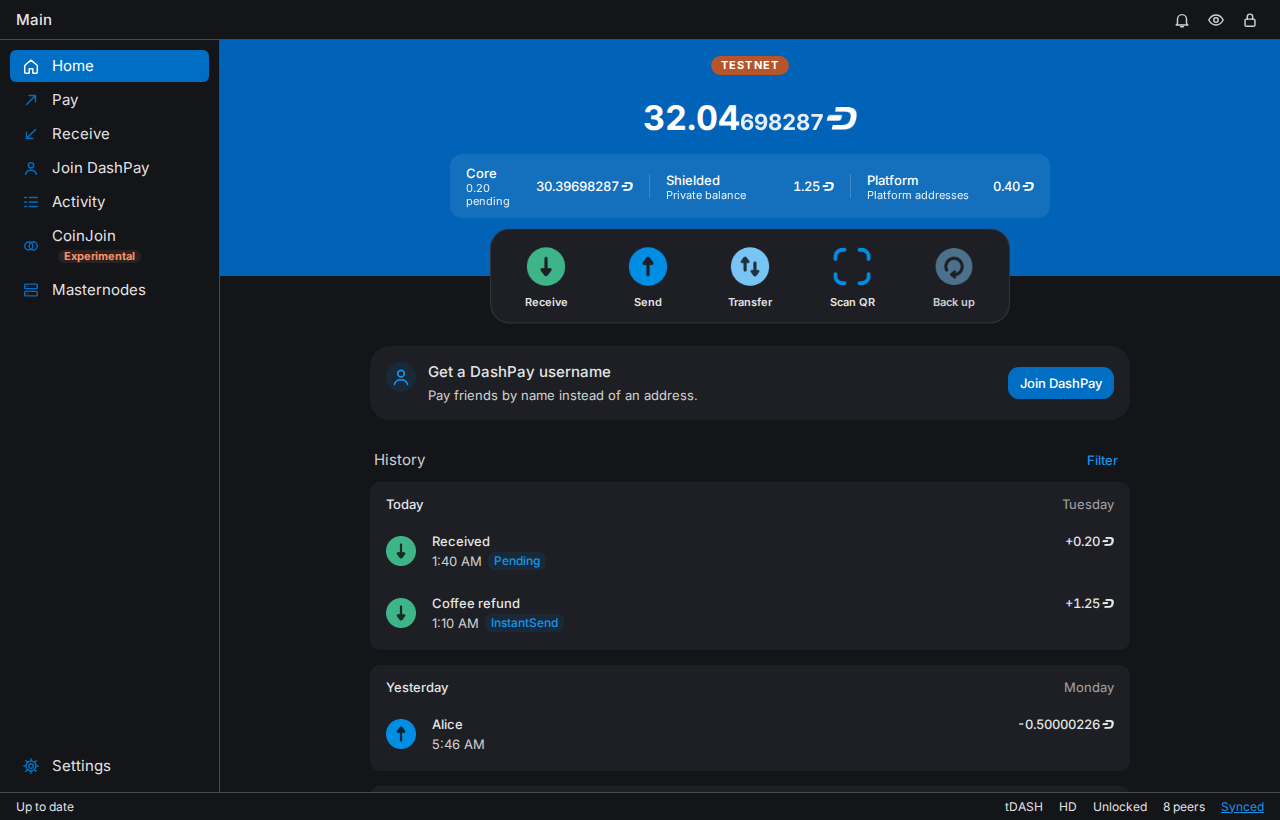 Main
Home
Pay
Receive
Join DashPay
Activity
CoinJoin
Experimental
Masternodes
Settings
TESTNET
32.04698287
Core
0.20
pending
30.39698287
Shielded
Private balance
1.25
Platform
Platform addresses
0.40
Receive
Send
Transfer
Scan QR
Back up
Get a DashPay username
Pay friends by name instead of an address.
Join DashPay
History
Filter
Today
Tuesday
Received
+0.20
1:40 AM Pending
Coffee refund
+1.25
1:10 AM InstantSend
Yesterday
Monday
Alice
-0.50000226
5:46 AM
Up to date
tDASH HD Unlocked 8 peers Synced